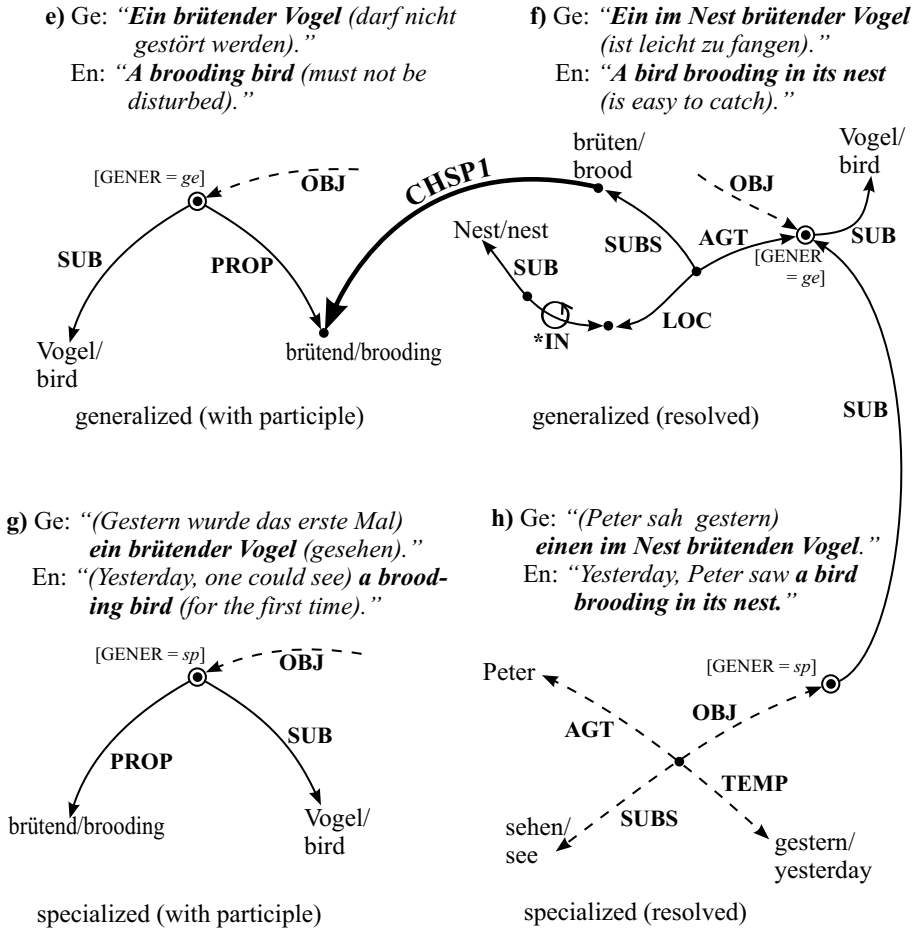 e) Ge: “Ein brütender Vogel (darf nicht
gestört werden).”
En: “A brooding bird (must not be
disturbed).”
[GENER = ge]
OBJ
SUB
PROP
Vogel/
bird
brütend/brooding
generalized (with participle)
CHSP1
f) Ge: “Ein im Nest brütender Vogel
(ist leicht zu fangen).”
En: “A bird brooding in its nest
(is easy to catch).”
brüten/
brood
Vogel/
bird
OBJ
Nest/nest
SUBS
AGT
SUB
[GENER
= ge]
SUB
LOC
*IN
generalized (resolved)
SUB
g) Ge: “(Gestern wurde das erste Mal)
ein brütender Vogel (gesehen).”
En: “(Yesterday, one could see) a brood-
ing bird (for the first time).”
[GENER = sp]
OBJ
PROP
SUB
brütend/brooding
Vogel/
bird
specialized (with participle)
h) Ge: “(Peter sah gestern)
einen im Nest brütenden Vogel.”
En: “Yesterday, Peter saw a bird
brooding in its nest.”
[GENER = sp]
Peter
OBJ
AGT
TEMP
SUBS
sehen/
see
gestern/
yesterday
specialized (resolved)